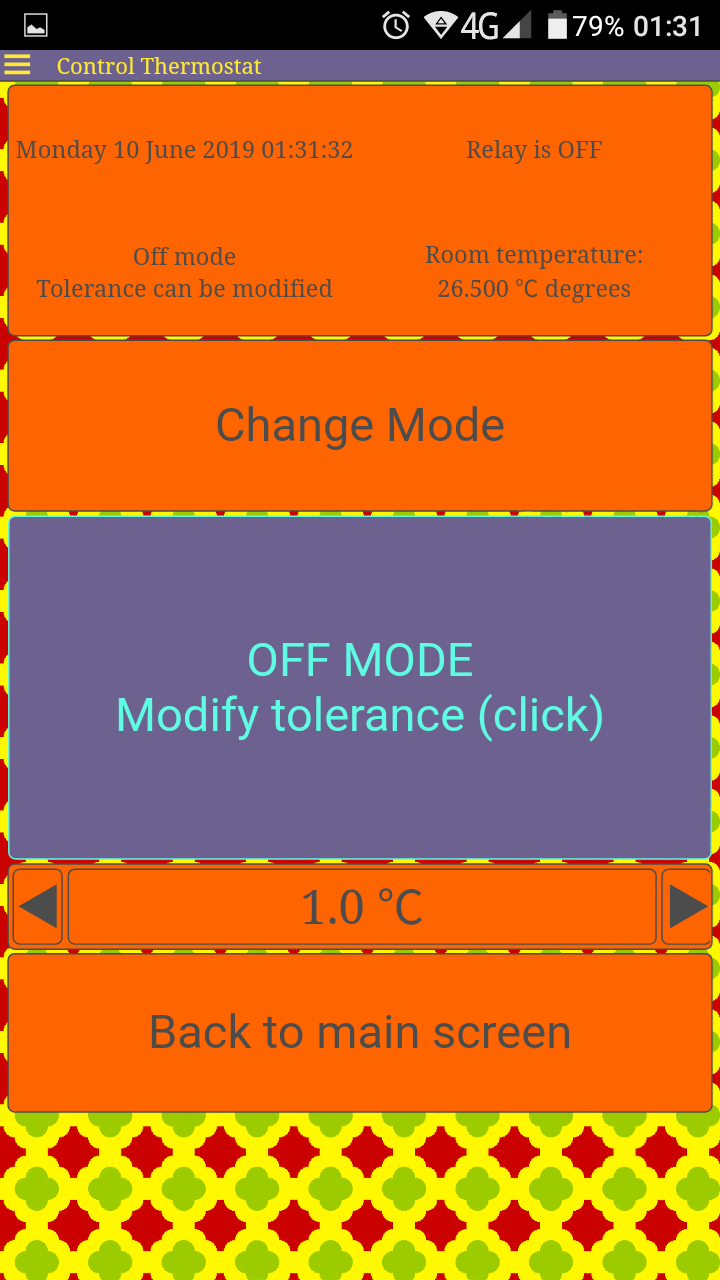 4G 79% 01:31
Control Thermostat
Monday 10 June 2019 01:31:32
Relay is OFF
Off mode
Tolerance can be modified
Room temperature:
26.500 °C degrees
Change Mode
OFF MODE
Modify tolerance (click)
1.0 °C
Back to main screen